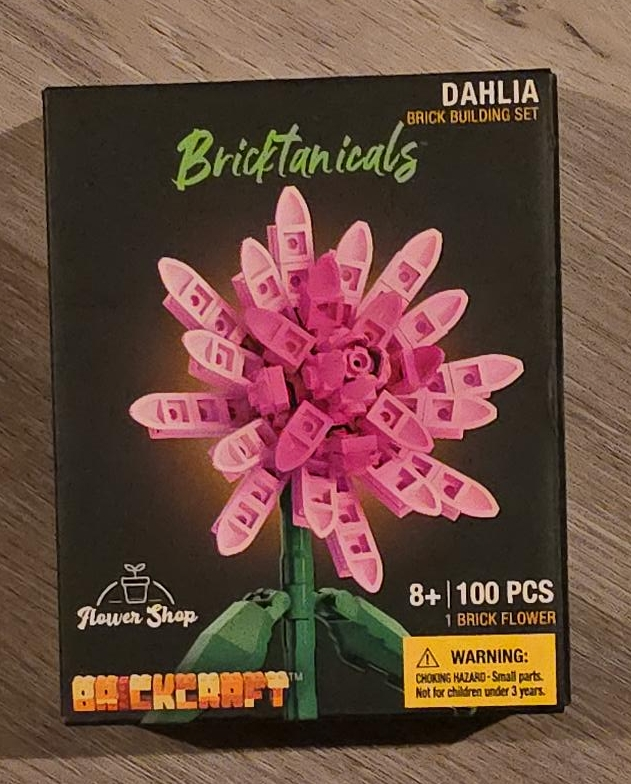 DAHLIA
BRICK BUILDING SET
Bricktanicals
8+ | 100 PCS
1 BRICK FLOWER
Flower Shop
WARNING:
CHOKING HAZARD - Small parts.
Not for children under 3 years.
BRICKCRAFT™